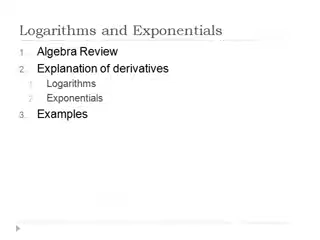 Logarithms and Exponentials
1. Algebra Review
2. Explanation of derivatives
1. Logarithms
2. Exponentials
3. Examples